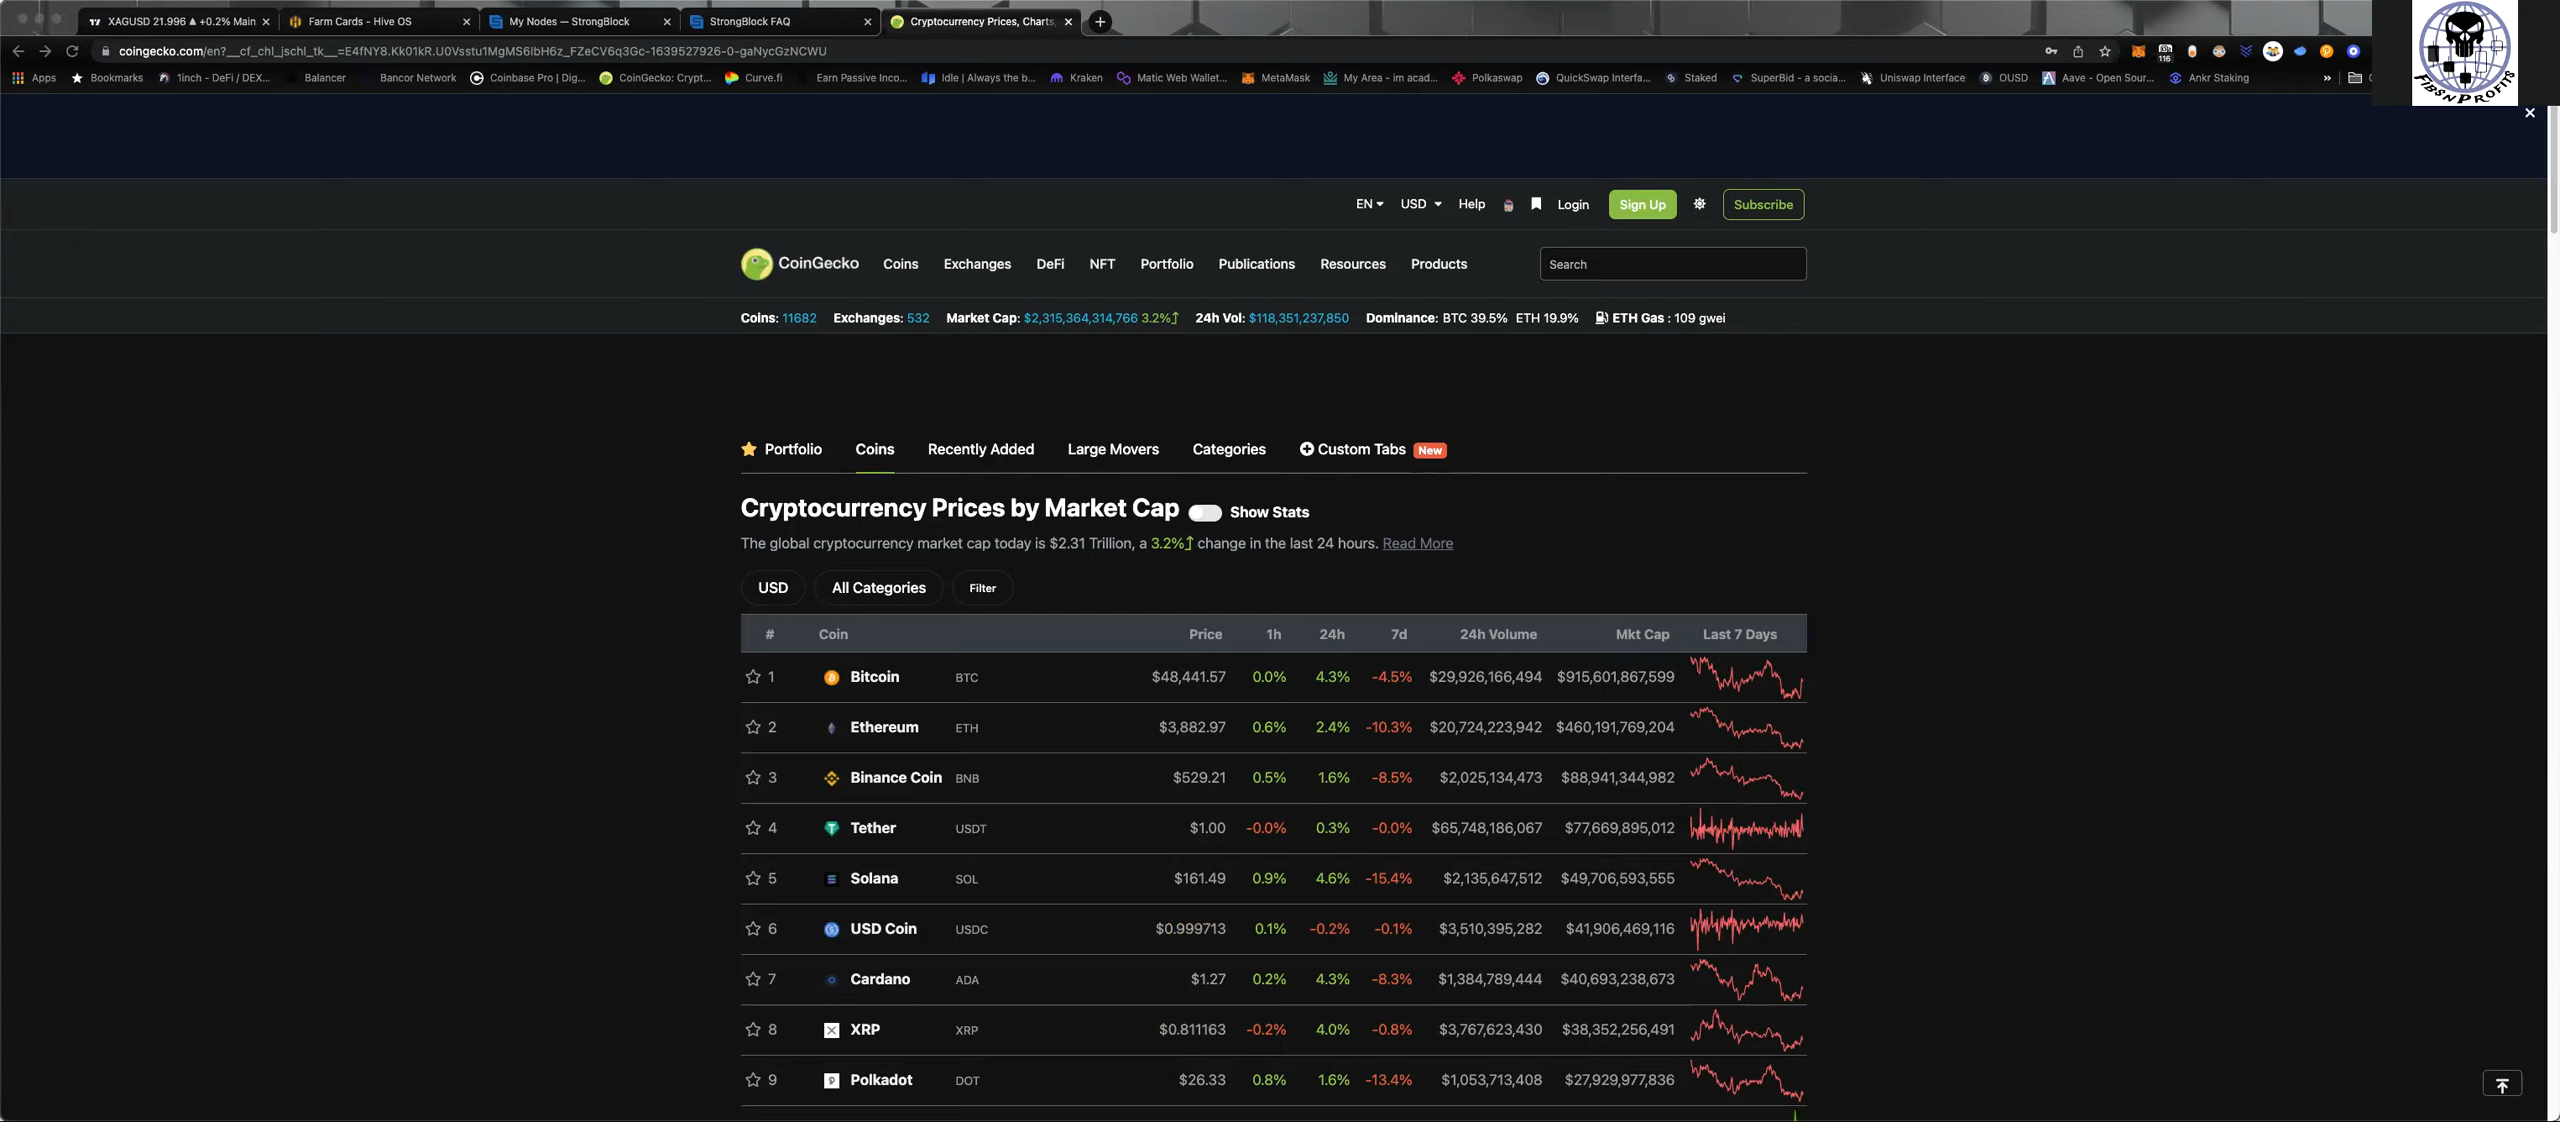 XAGUSD 21.996 ▲ +0.2% Main
Farm Cards - Hive OS
My Nodes — StrongBlock
StrongBlock FAQ
Cryptocurrency Prices, Charts,
coingecko.com/en?__cf_chl_jschl_tk__=E4fNY8.Kk01kR.U0Vsstu1MgMS6lbH6z_FZeCV6q3Gc-1639527926-0-gaNycGzNCWU
116
Apps
Bookmarks
1inch - DeFi / DEX...
Balancer
Bancor Network
Coinbase Pro | Dig...
CoinGecko: Crypt...
Curve.fi
Earn Passive Inco...
Idle | Always the b...
Kraken
Matic Web Wallet...
MetaMask
My Area - im acad...
Polkaswap
QuickSwap Interfa...
Staked
SuperBid - a socia...
Uniswap Interface
OUSD
Aave - Open Sour...
Ankr Staking
»
FIBSNPROFITS
EN
USD
Help
Login
Sign Up
Subscribe
CoinGecko
Coins
Exchanges
DeFi
NFT
Portfolio
Publications
Resources
Products
Search
Coins: 11682 Exchanges: 532 Market Cap: $2,315,364,314,766 3.2% 24h Vol: $118,351,237,850 Dominance: BTC 39.5% ETH 19.9% ETH Gas : 109 gwei
Portfolio
Coins
Recently Added
Large Movers
Categories
Custom Tabs New
Cryptocurrency Prices by Market Cap Show Stats
The global cryptocurrency market cap today is $2.31 Trillion, a 3.2% change in the last 24 hours. Read More
USD
All Categories
Filter
# Coin Price 1h 24h 7d 24h Volume Mkt Cap Last 7 Days
1 Bitcoin BTC $48,441.57 0.0% 4.3% -4.5% $29,926,166,494 $915,601,867,599
2 Ethereum ETH $3,882.97 0.6% 2.4% -10.3% $20,724,223,942 $460,191,769,204
3 Binance Coin BNB $529.21 0.5% 1.6% -8.5% $2,025,134,473 $88,941,344,982
4 Tether USDT $1.00 -0.0% 0.3% -0.0% $65,748,186,067 $77,669,895,012
5 Solana SOL $161.49 0.9% 4.6% -15.4% $2,135,647,512 $49,706,593,555
6 USD Coin USDC $0.999713 0.1% -0.2% -0.1% $3,510,395,282 $41,906,469,116
7 Cardano ADA $1.27 0.2% 4.3% -8.3% $1,384,789,444 $40,693,238,673
8 XRP XRP $0.811163 -0.2% 4.0% -0.8% $3,767,623,430 $38,352,256,491
9 Polkadot DOT $26.33 0.8% 1.6% -13.4% $1,053,713,408 $27,929,977,836